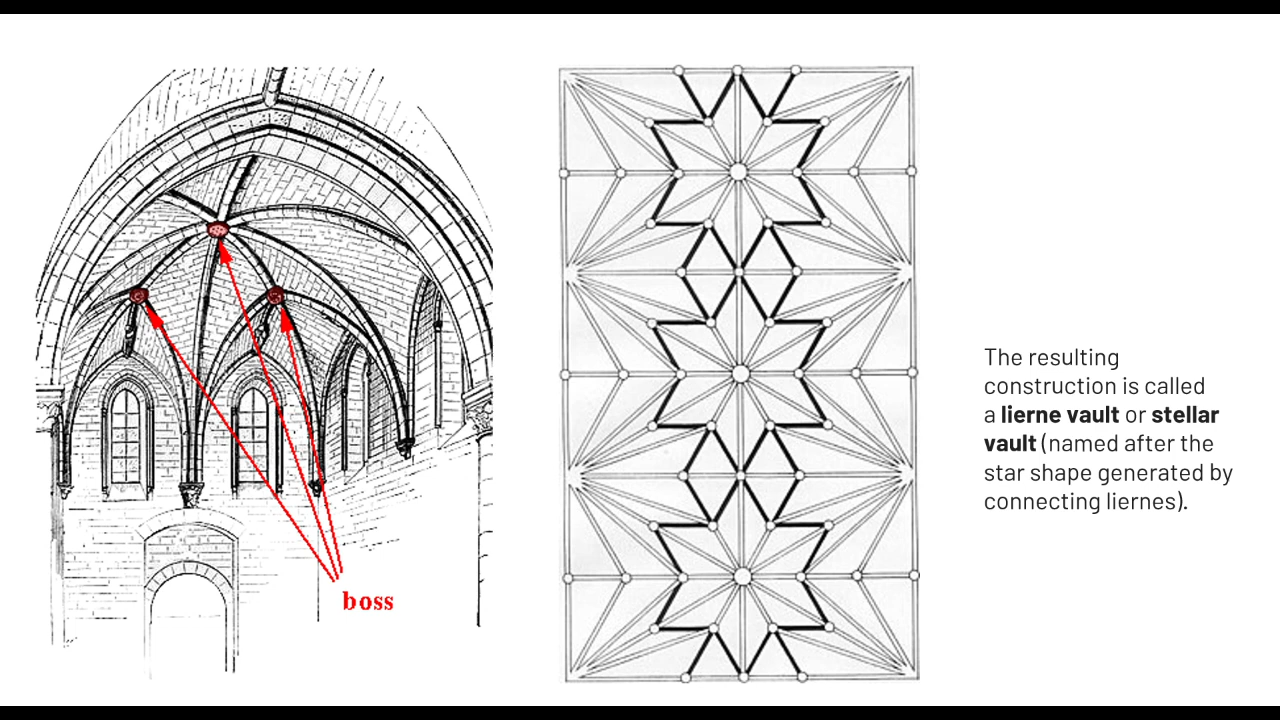 boss
The resulting
construction is called
a lierne vault or stellar
vault (named after the
star shape generated by
connecting liernes).